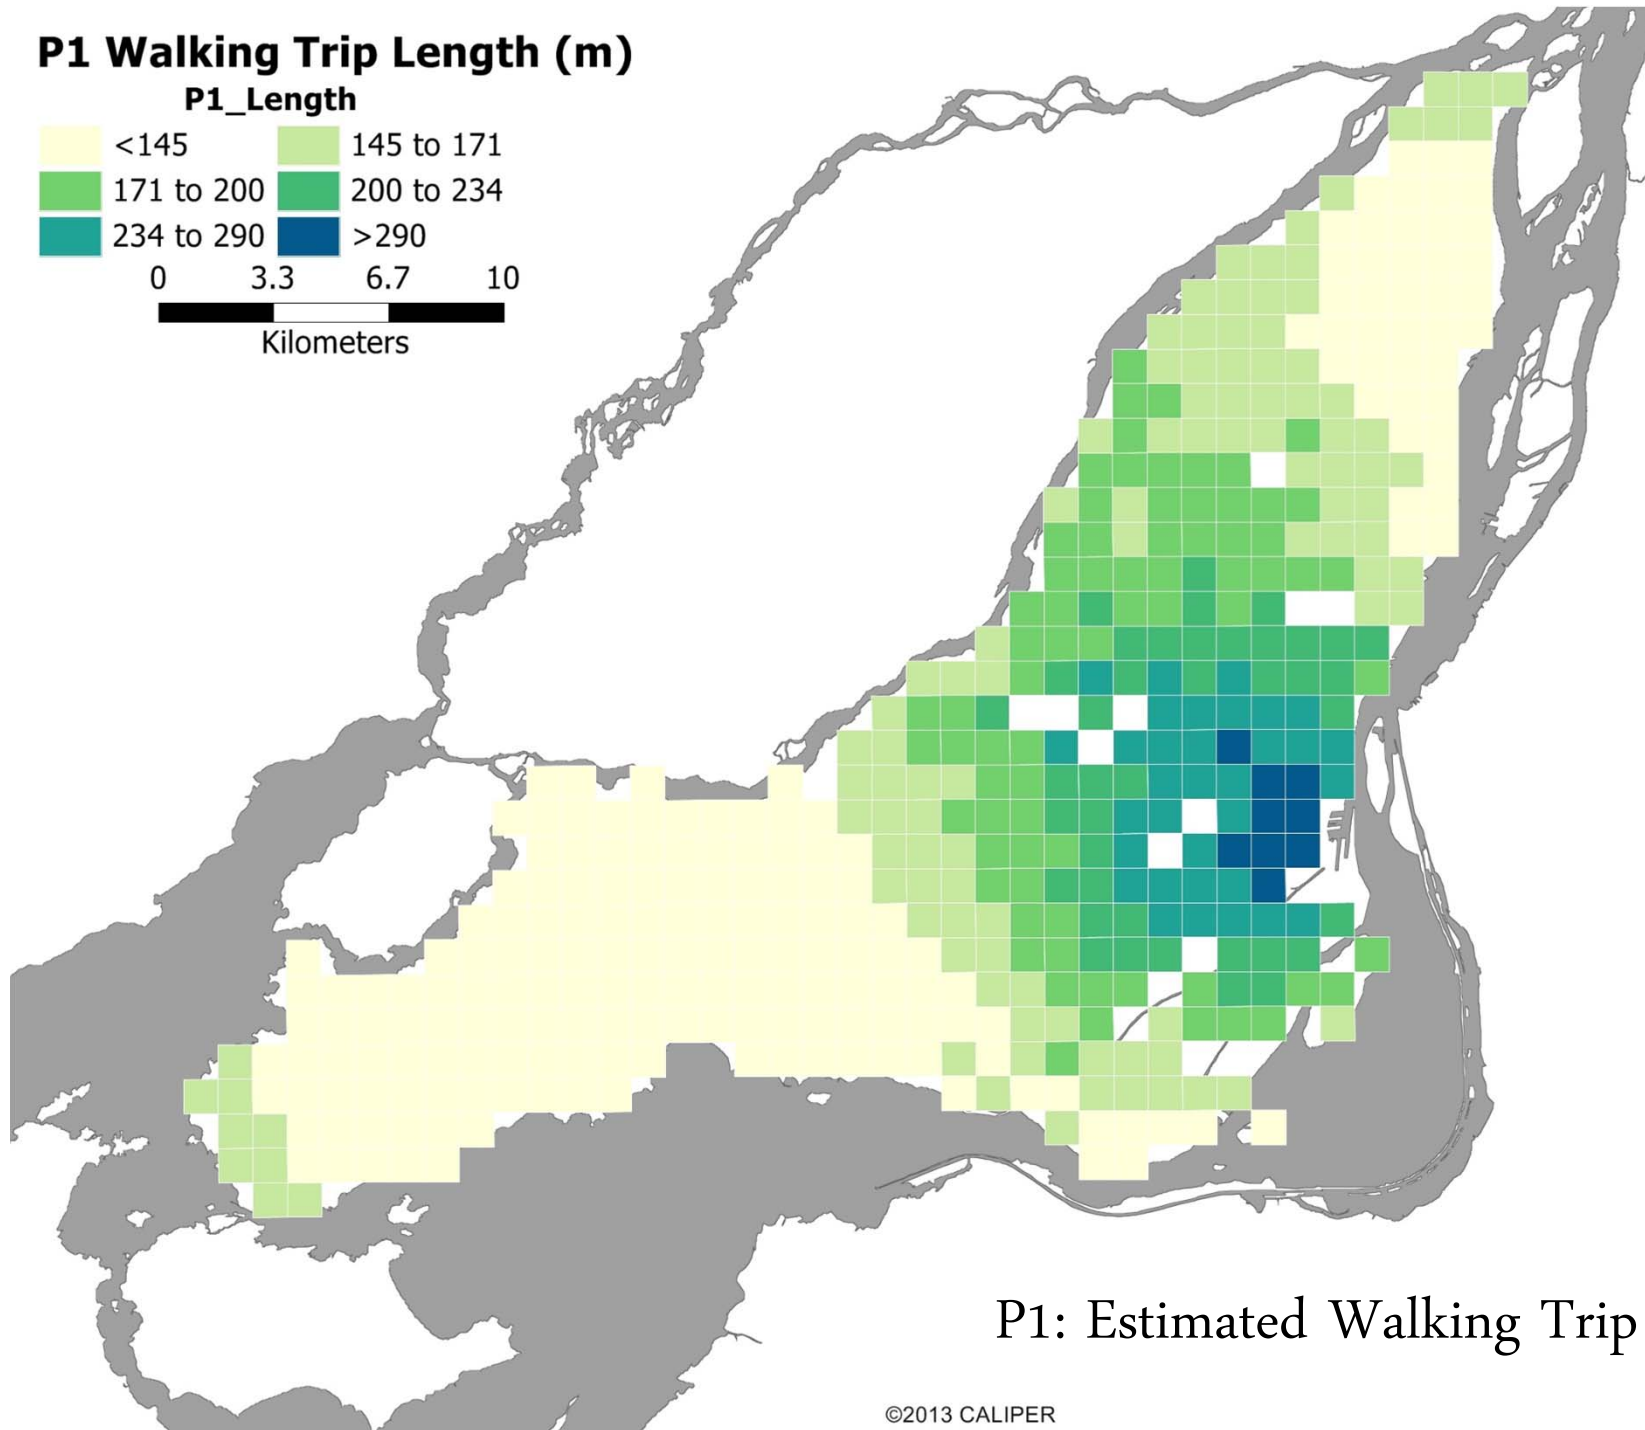 P1 Walking Trip Length (m)
P1_Length
<145 145 to 171
171 to 200 200 to 234
234 to 290 >290
0 3.3 6.7 10
Kilometers
P1: Estimated Walking Trip
©2013 CALIPER